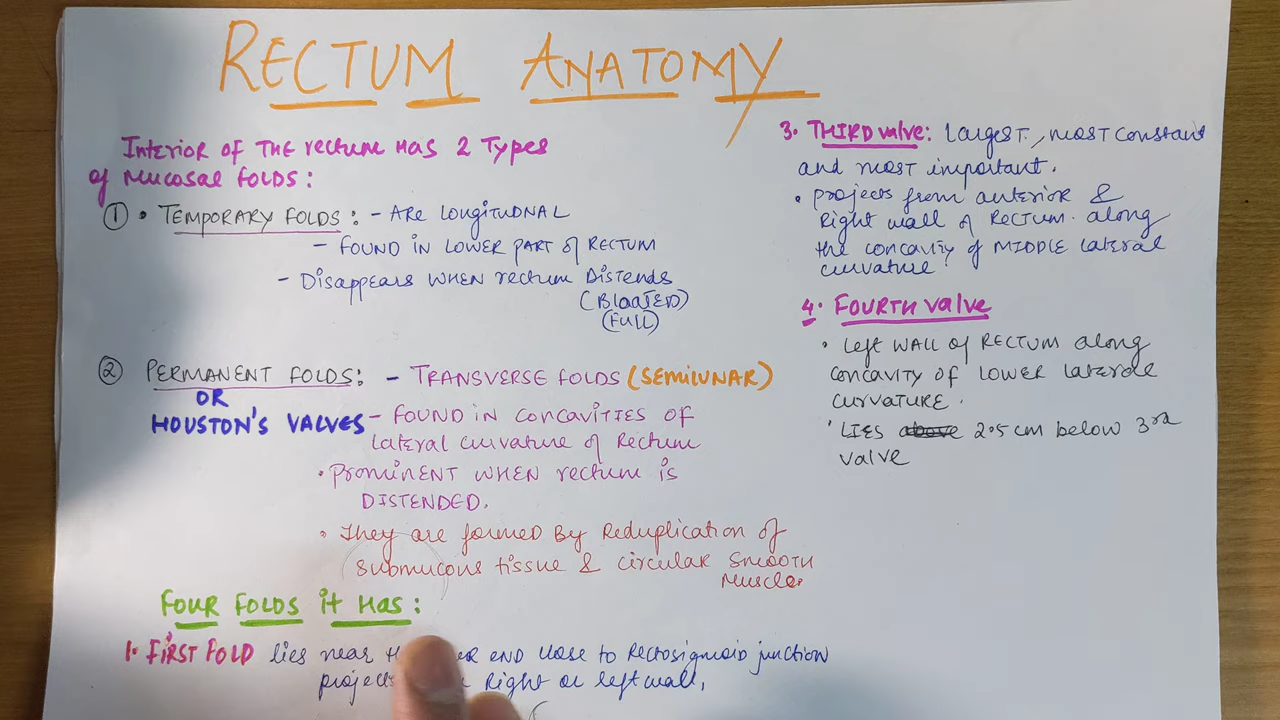 RECTUM ANATOMY
Interior of THE rectum Has 2 Types
of Mucosal FOLDS:
① • TEMPORARY FOLDS: - ARe LONGITUDNAL
- FOUND IN LOWER PART of RECTUM
- Disappears WHEN rectum Distends
(BLOATED)
(FULL)
② PERMANENT FOLDS: - TRANSVERSE FOLDS (SEMILUNAR)
OR
HOUSTON'S VALVES - FOUND IN CONCAVITIES OF
lateral curvature of Rectum
• Prominent WHEN rectum is
DISTENDED.
• They are formed By Reduplication of
submucous tissue & circular smooth
Muscle.
FOUR FOLDS it Has:
1. FIRST FOLD lies near END close to Rectosigmoid junction
Right or left wall,
3. THIRD valve: Largest, most constant
and most important.
• projects from anterior &
Right wall of RECTUM. along
the concavity of MIDDLE lateral
curvature.
4. FOURTH valve
• left WALL of RECTUM along
concavity of LOWER laterale
curvature.
• LIES above 2.5 cm below 3rd
valve